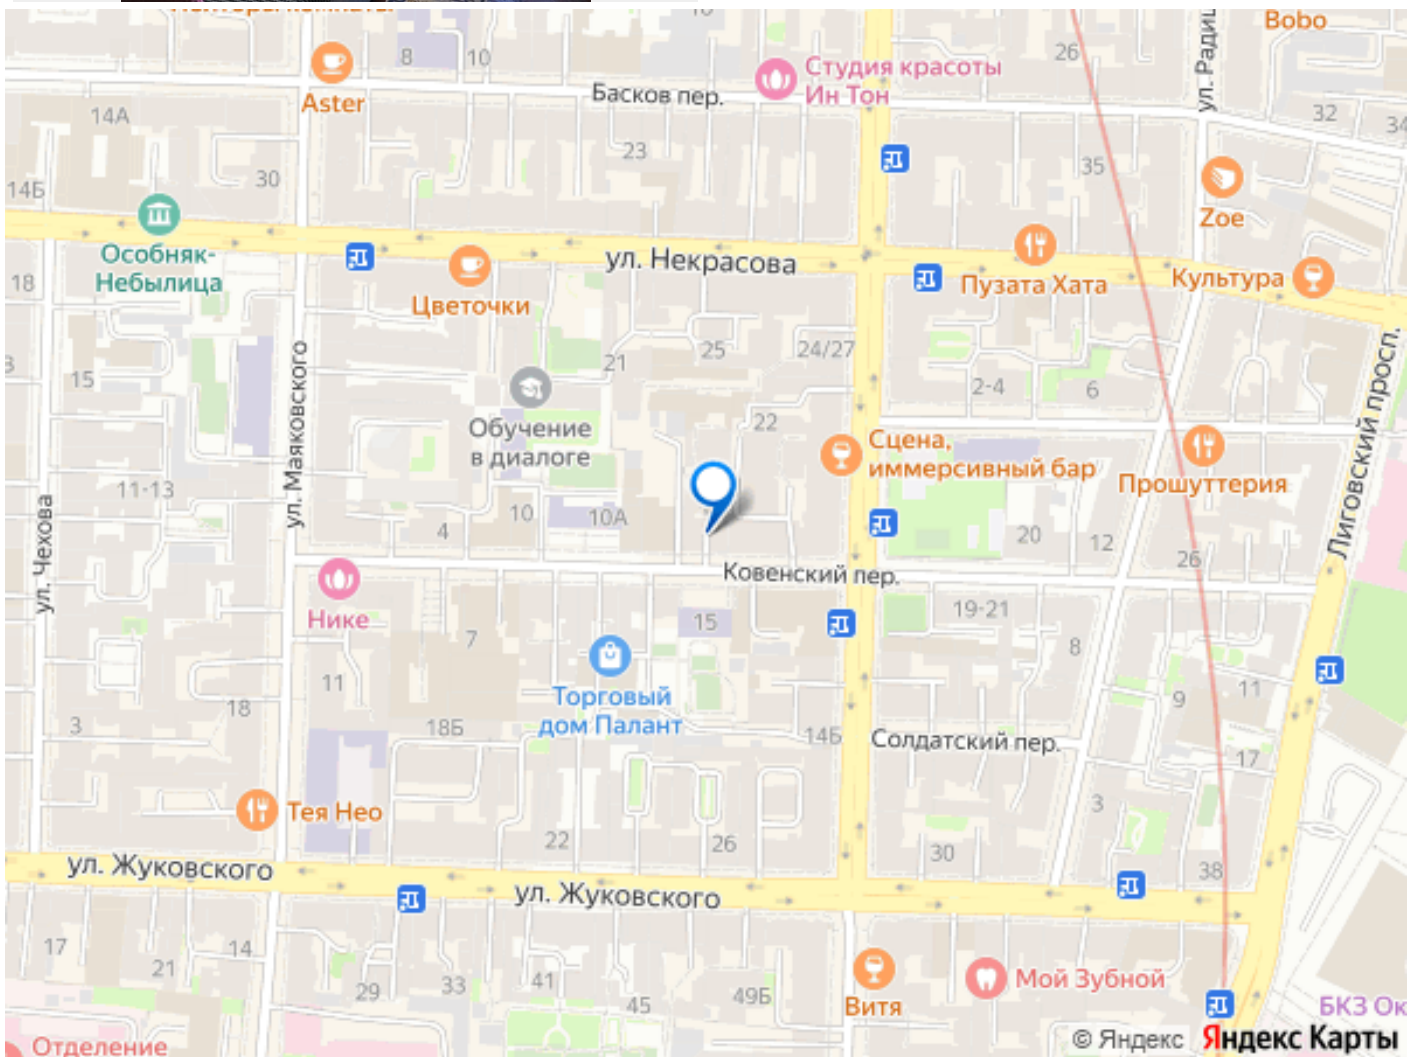 8
10
26
Bobo
Студия красоты
Ин Тон
ул. Радищ
Aster
Басков пер.
14А
32
34
23
35
14Б
30
Zoe
Особняк-
Небылица
ул. Некрасова
Пузата Хата
Культура
18
Цветочки
21
25
24/27
15
2-4
6
ул. Маяковского
Лиговский просп.
Обучение
в диалоге
22
Сцена,
иммерсивный бар
Прошуттерия
11-13
ул. Чехова
4
10
10А
20
12
26
Ковенский пер.
Нике
15
19-21
7
8
11
18
3
Торговый
дом Палант
18Б
14Б
9
11
Солдатский пер.
17
Тея Нео
3
22
26
30
38
ул. Жуковского
ул. Жуковского
17
14
21
29
33
41
45
49Б
Витя
Мой Зубной
БКЗ Ок
Отделение
© Яндекс Яндекс Карты